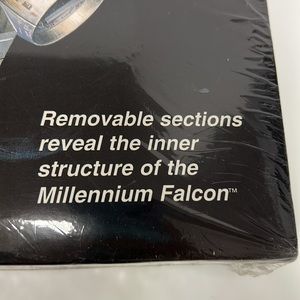 Removable sections
reveal the inner
structure of the
Millennium Falcon™